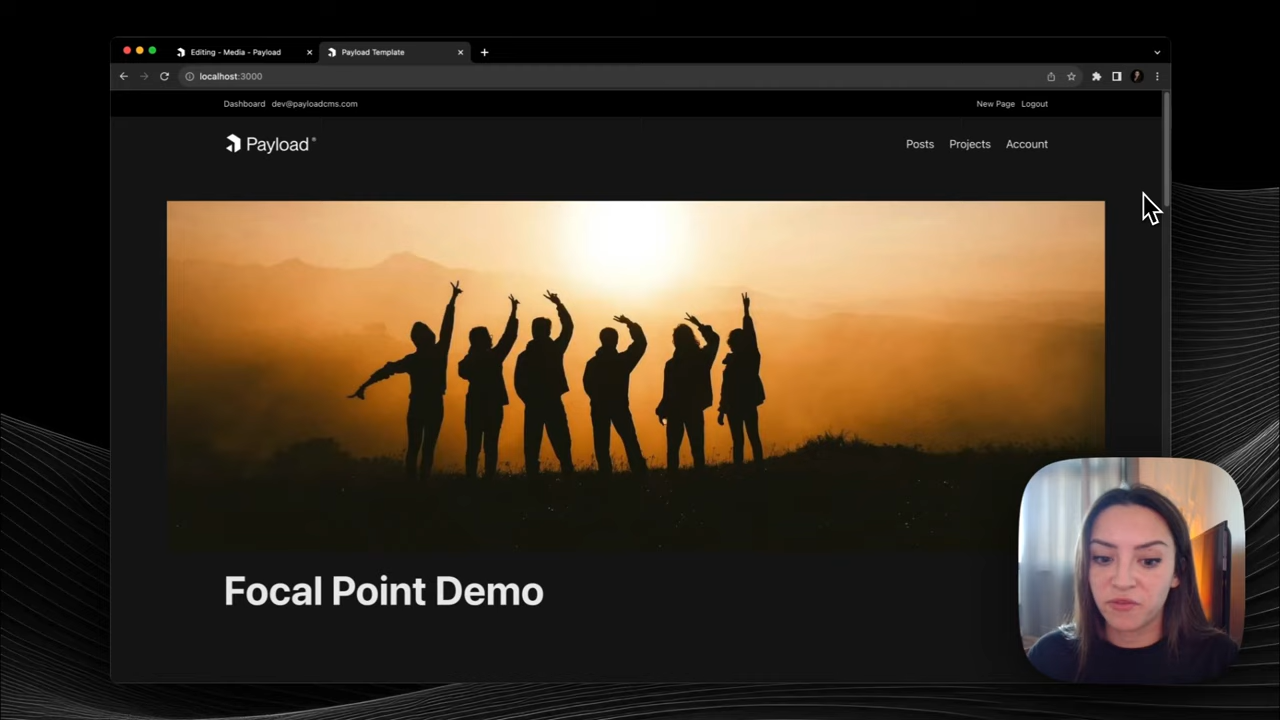 Editing - Media - Payload
Payload Template
localhost:3000
Dashboard dev@payloadcms.com
New Page Logout
Payload®
Posts Projects Account
Focal Point Demo